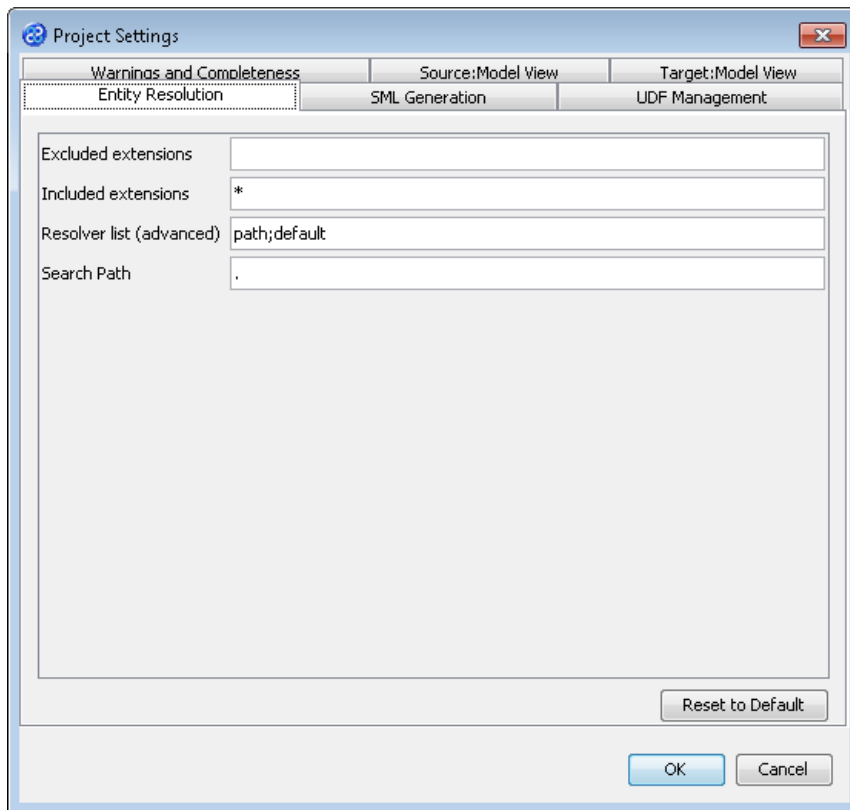 Project Settings
Warnings and Completeness Source:Model View Target:Model View
Entity Resolution SML Generation UDF Management
Excluded extensions
Included extensions *
Resolver list (advanced) path;default
Search Path .
Reset to Default
OK Cancel